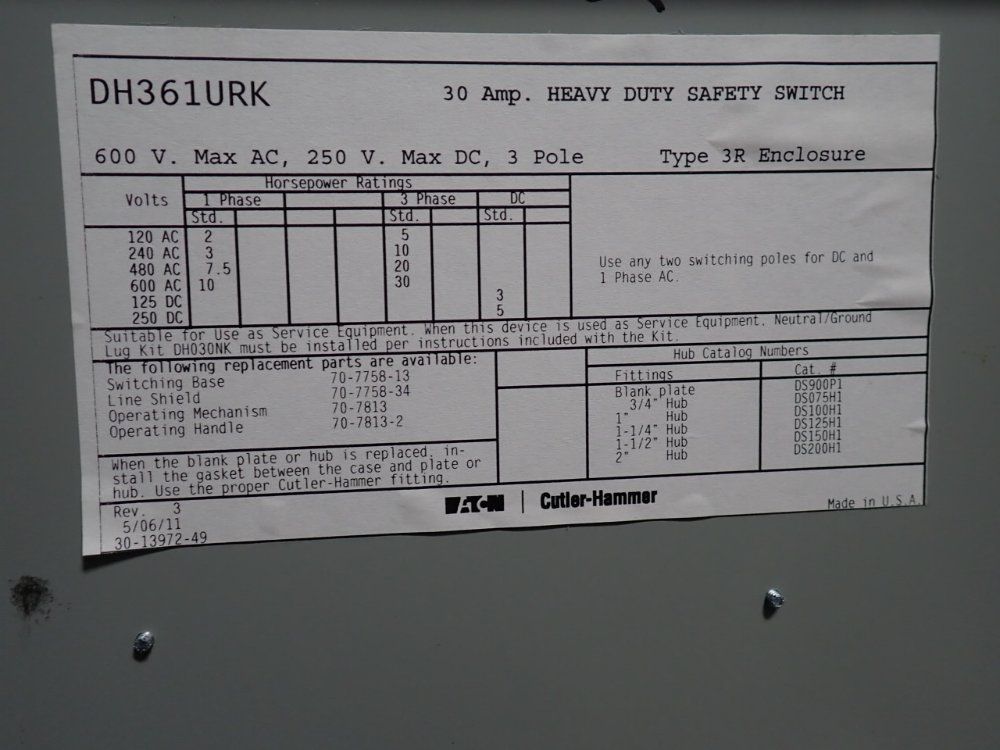 DH361URK
30 Amp. HEAVY DUTY SAFETY SWITCH
600 V. Max AC, 250 V. Max DC, 3 Pole
Type 3R Enclosure
Volts
Horsepower Ratings
1 Phase 3 Phase DC
Std. Std. Std.
120 AC 2 5
240 AC 3 10
480 AC 7.5 20
600 AC 10 30
125 DC 3
250 DC 5
Use any two switching poles for DC and
1 Phase AC.
Suitable for Use as Service Equipment. When this device is used as Service Equipment. Neutral/Ground
Lug Kit DH030NK must be installed per instructions included with the Kit.
The following replacement parts are available:
Switching Base 70-7758-13
Line Shield 70-7758-34
Operating Mechanism 70-7813
Operating Handle 70-7813-2
When the blank plate or hub is replaced, in-
stall the gasket between the case and plate or
hub. Use the proper Cutler-Hammer fitting.
Hub Catalog Numbers
Fittings Cat. #
Blank plate DS900P1
3/4" Hub DS075H1
1" Hub DS100H1
1-1/4" Hub DS125H1
1-1/2" Hub DS150H1
2" Hub DS200H1
Rev. 3
5/06/11
30-13972-49
EATON | Cutler-Hammer
Made in U.S.A.